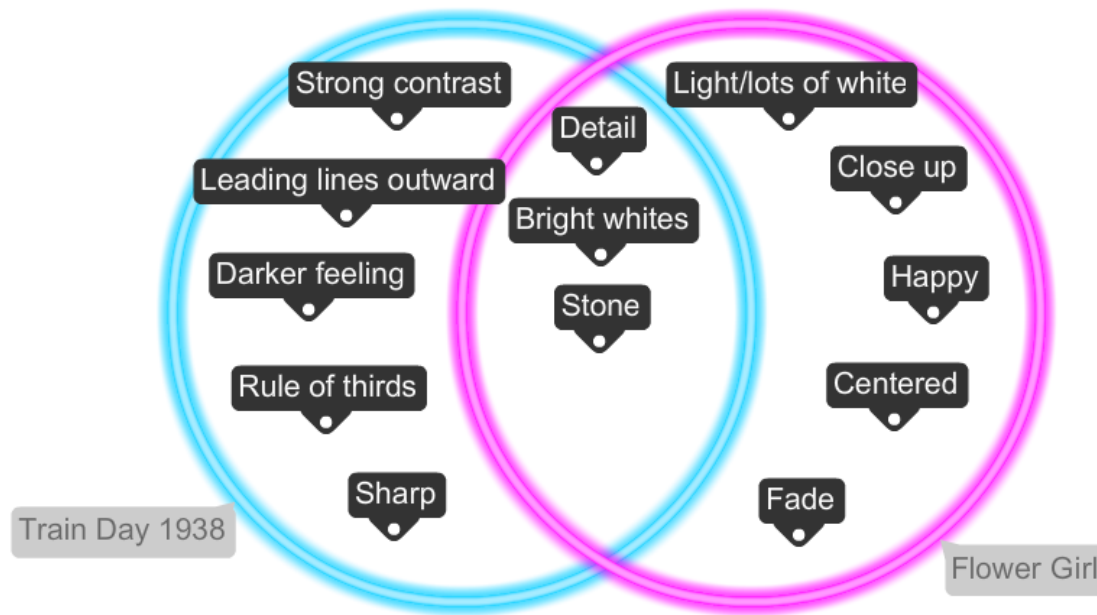 Strong contrast
Light/lots of white
Detail
Close up
Leading lines outward
Bright whites
Darker feeling
Happy
Stone
Rule of thirds
Centered
Sharp
Fade
Train Day 1938
Flower Girl